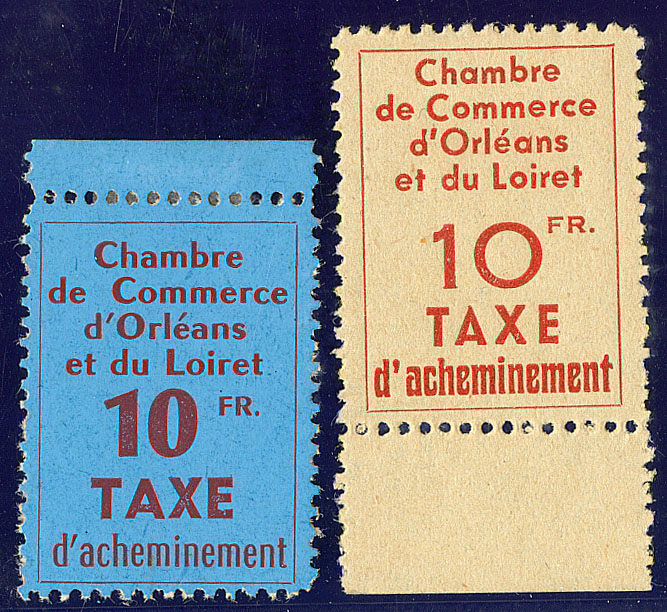 Chambre
de Commerce
d'Orléans
et du Loiret
10 FR.
TAXE
d'acheminement
Chambre
de Commerce
d'Orléans
et du Loiret
10 FR.
TAXE
d'acheminement